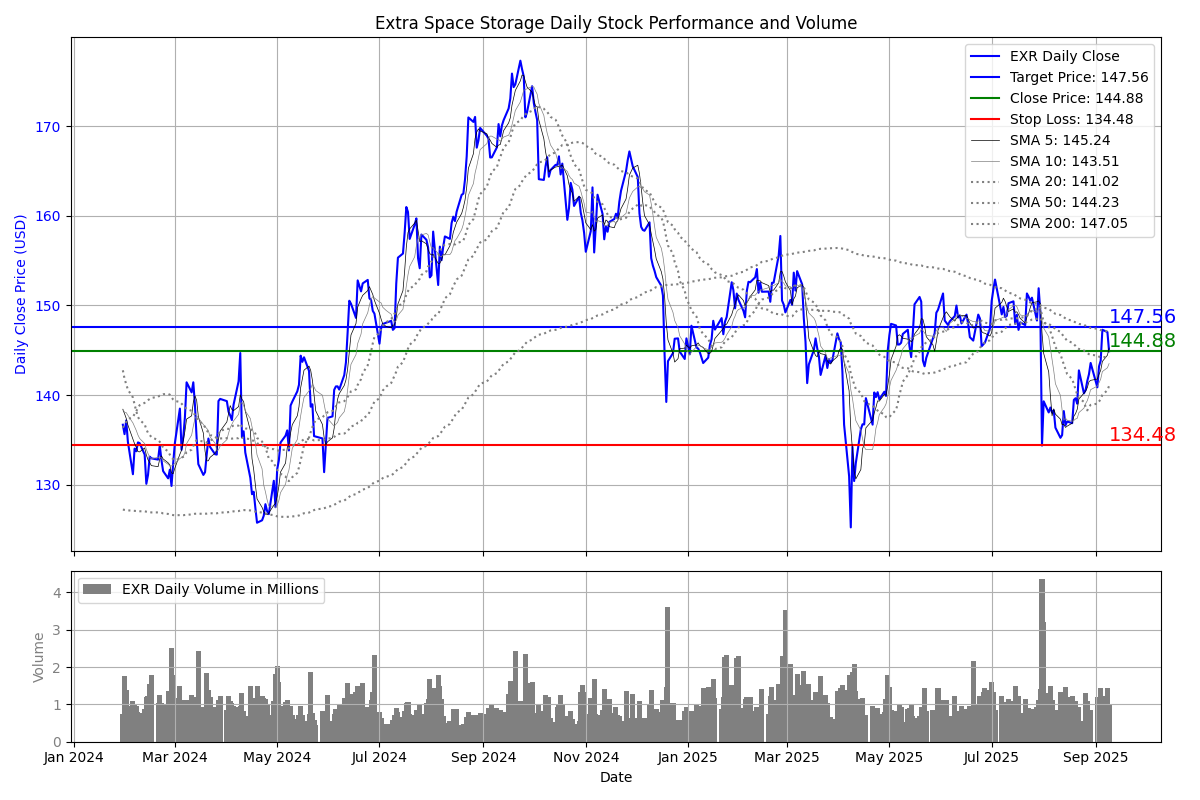 Extra Space Storage Daily Stock Performance and Volume
Daily Close Price (USD)
170
160
150
140
130
EXR Daily Close
Target Price: 147.56
Close Price: 144.88
Stop Loss: 134.48
SMA 5: 145.24
SMA 10: 143.51
SMA 20: 141.02
SMA 50: 144.23
SMA 200: 147.05
147.56
144.88
134.48
Volume
4
3
2
1
0
EXR Daily Volume in Millions
Jan 2024 Mar 2024 May 2024 Jul 2024 Sep 2024 Nov 2024 Jan 2025 Mar 2025 May 2025 Jul 2025 Sep 2025
Date